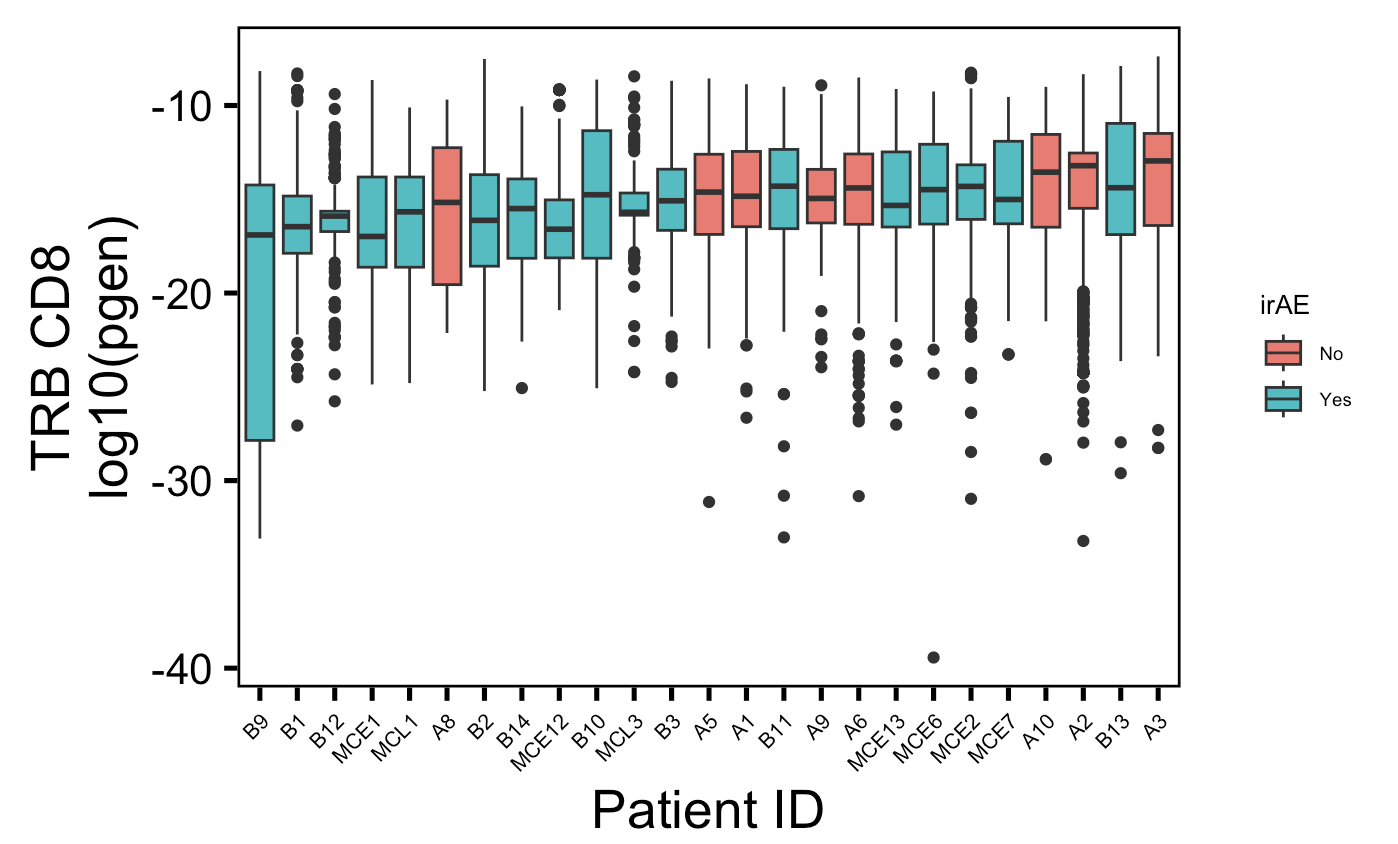 TRB CD8
log10(pgen)
-10
-20
-30
-40
B9
B1
B12
MCE1
MCL1
A8
B2
B14
MCE12
B10
MCL3
B3
A5
A1
B11
A9
A6
MCE13
MCE6
MCE2
MCE7
A10
A2
B13
A3
Patient ID
irAE
No
Yes